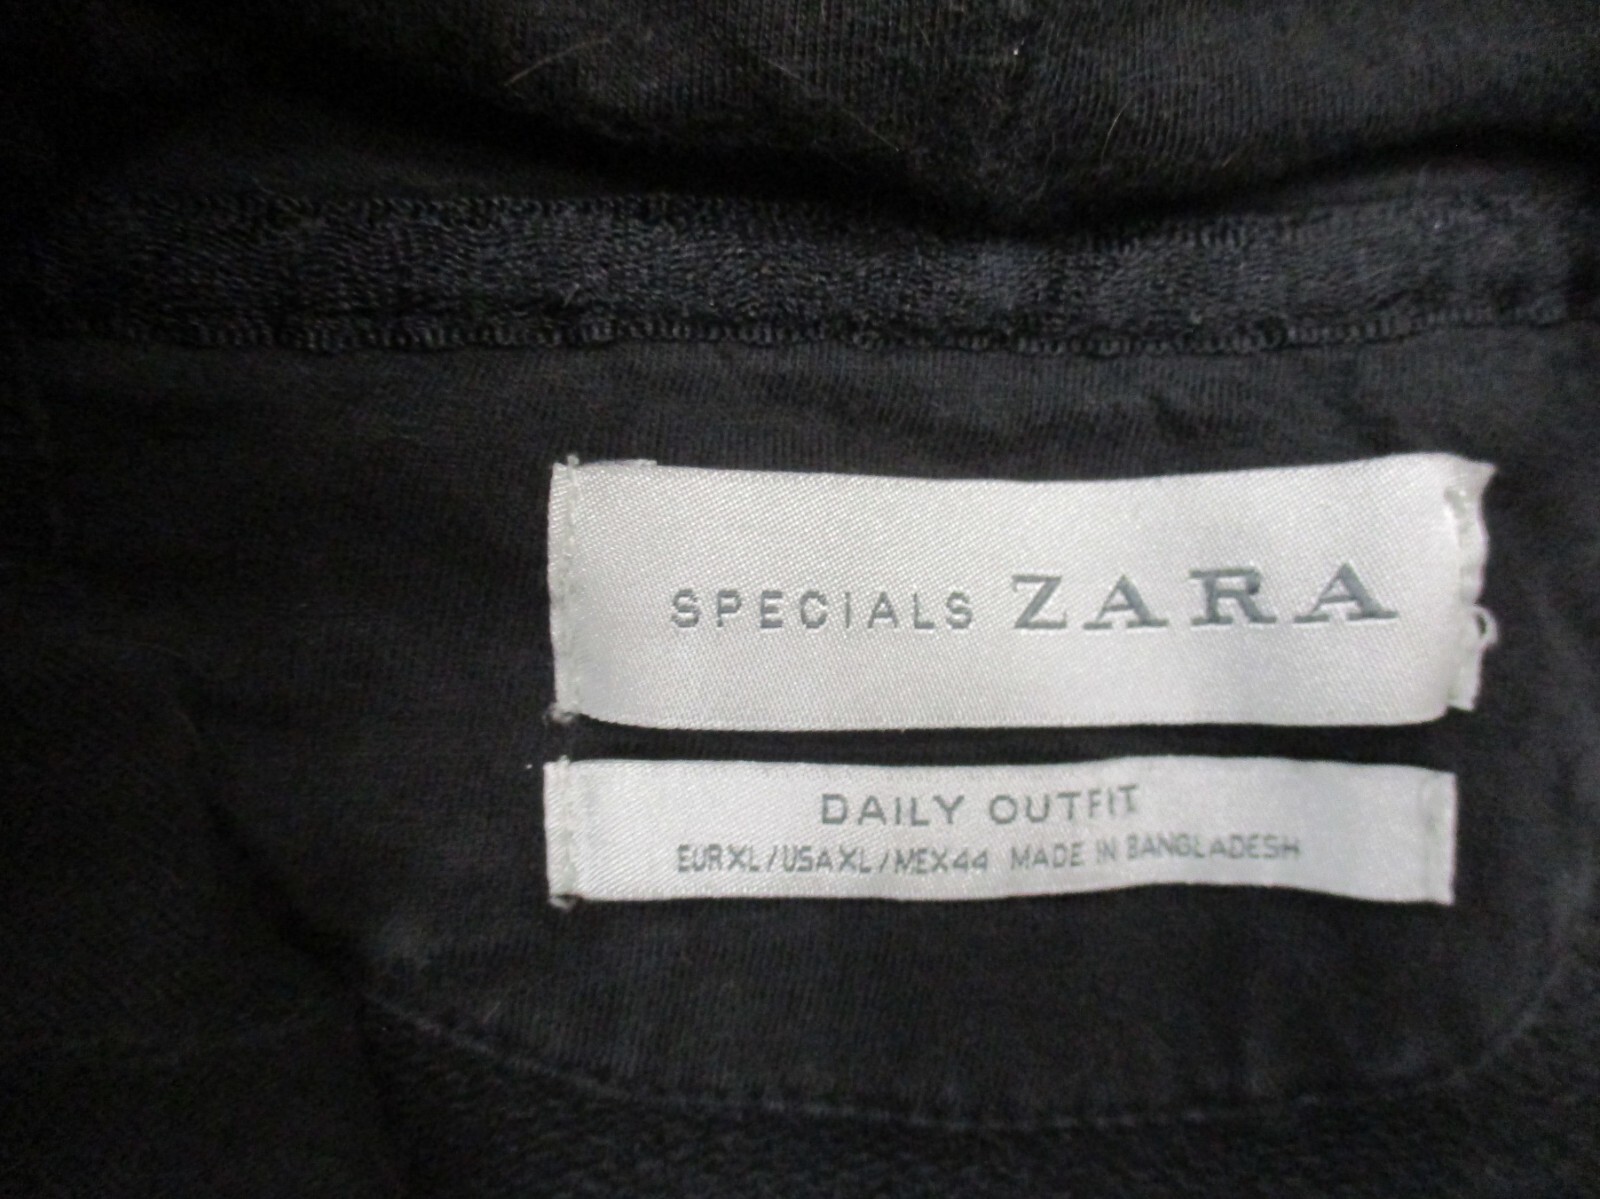 SPECIALS ZARA
DAILY OUTFIT
EUR XL / USA XL / MEX 44 MADE IN BANGLADESH